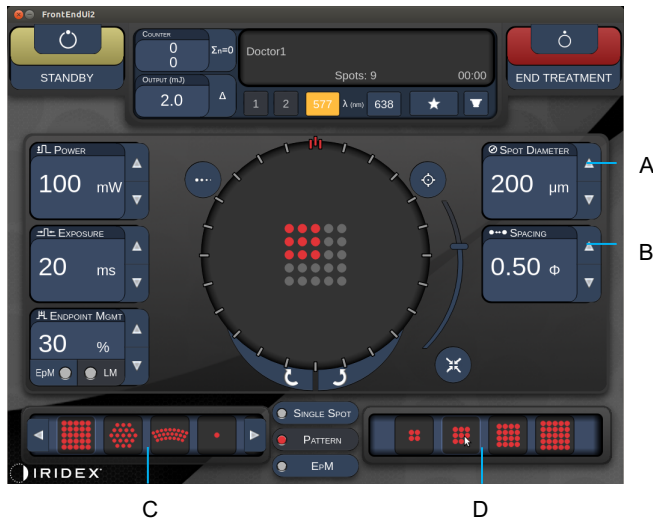 FrontEndUi2
STANDBY
COUNTER
0
0
Σn=0
OUTPUT (mJ)
2.0
Δ
Doctor1
Spots: 9 00:00
1 2 577 λ (nm) 638
END TREATMENT
POWER
100 mW
EXPOSURE
20 ms
ENDPOINT MGMT
30 %
EPM LM
SPOT DIAMETER
200 μm
A
SPACING
0.50 Φ
B
SINGLE SPOT
PATTERN
EPM
IRIDEX
C
D